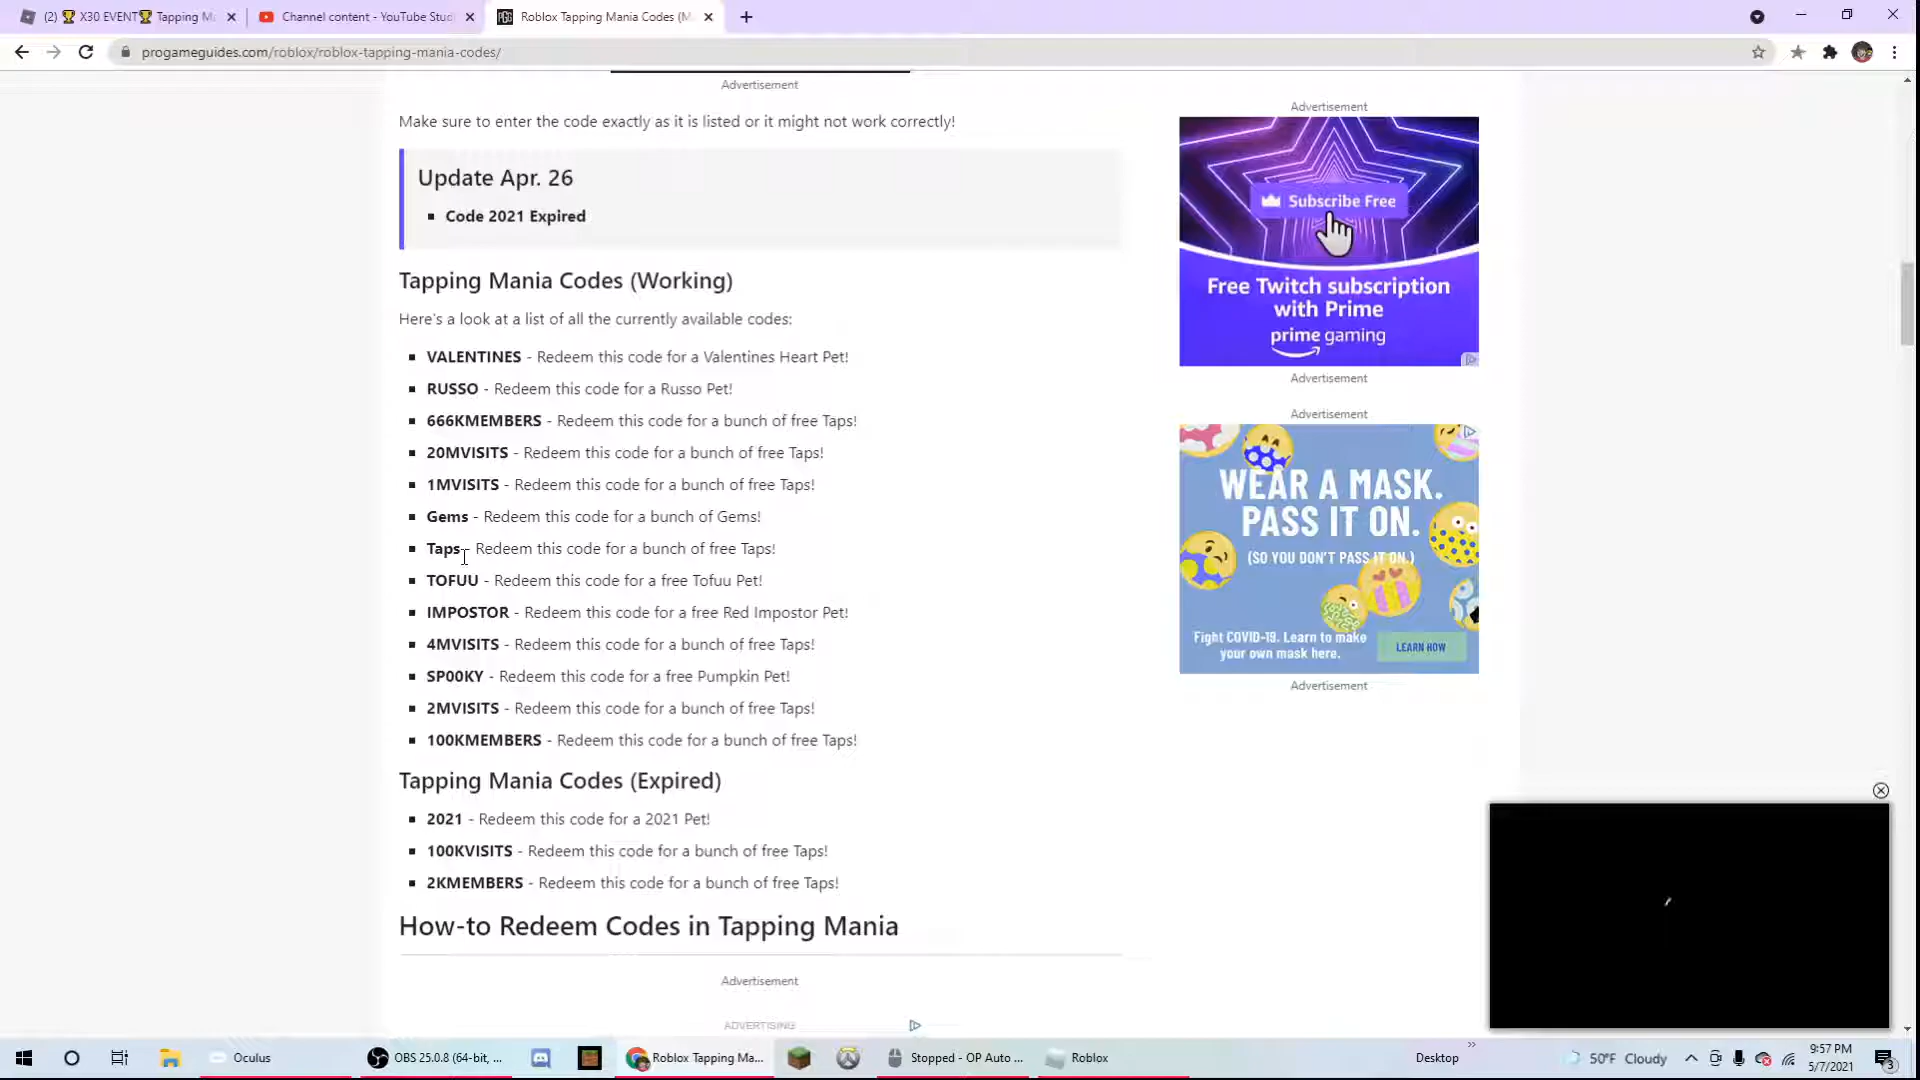 (2) 🏆 X30 EVENT🏆 Tapping M
Channel content - YouTube Stud
Roblox Tapping Mania Codes (M
progameguides.com/roblox/roblox-tapping-mania-codes/
Advertisement
Make sure to enter the code exactly as it is listed or it might not work correctly!
Update Apr. 26
Code 2021 Expired
Tapping Mania Codes (Working)
Here's a look at a list of all the currently available codes:
VALENTINES - Redeem this code for a Valentines Heart Pet!
RUSSO - Redeem this code for a Russo Pet!
666KMEMBERS - Redeem this code for a bunch of free Taps!
20MVISITS - Redeem this code for a bunch of free Taps!
1MVISITS - Redeem this code for a bunch of free Taps!
Gems - Redeem this code for a bunch of Gems!
Taps - Redeem this code for a bunch of free Taps!
TOFUU - Redeem this code for a free Tofuu Pet!
IMPOSTOR - Redeem this code for a free Red Impostor Pet!
4MVISITS - Redeem this code for a bunch of free Taps!
SP00KY - Redeem this code for a free Pumpkin Pet!
2MVISITS - Redeem this code for a bunch of free Taps!
100KMEMBERS - Redeem this code for a bunch of free Taps!
Tapping Mania Codes (Expired)
2021 - Redeem this code for a 2021 Pet!
100KVISITS - Redeem this code for a bunch of free Taps!
2KMEMBERS - Redeem this code for a bunch of free Taps!
How-to Redeem Codes in Tapping Mania
Advertisement
ADVERTISING
Advertisement
Subscribe Free
Free Twitch subscription
with Prime
prime gaming
Advertisement
Advertisement
WEAR A MASK.
PASS IT ON.
(SO YOU DON'T PASS IT ON.)
Fight COVID-19. Learn to make
your own mask here.
LEARN HOW
Advertisement
Oculus
OBS 25.0.8 (64-bit, ...
Roblox Tapping Ma...
Stopped - OP Auto ...
Roblox
Desktop
50°F Cloudy
9:57 PM
5/7/2021
3